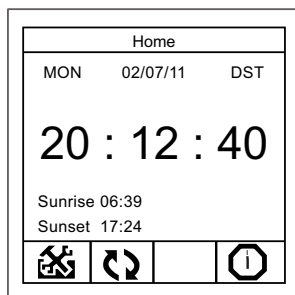 Home
MON 02/07/11 DST
20 : 12 : 40
Sunrise 06:39
Sunset 17:24
i